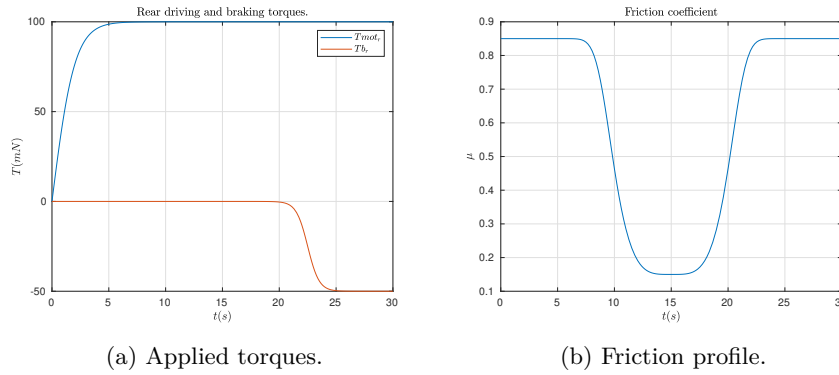 Rear driving and braking torques.
100
50
0
-50
T(mN)
Tmot_r
Tb_r
0 5 10 15 20 25 30
t(s)
(a) Applied torques.
Friction coefficient
0.9
0.8
0.7
0.6
0.5
0.4
0.3
0.2
0.1
μ
0 5 10 15 20 25 30
t(s)
(b) Friction profile.